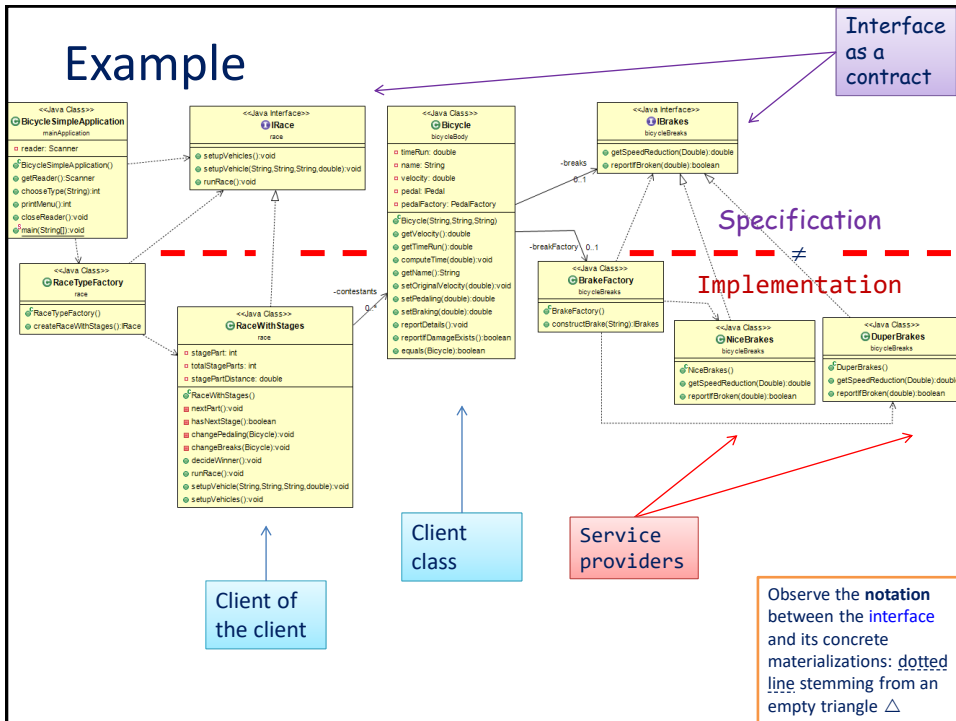 Example
Interface
as a
contract
<<Java Class>>
BicycleSimpleApplication
mainApplication
reader: Scanner
BicycleSimpleApplication()
getReader():Scanner
chooseType(String):int
printMenu():int
closeReader():void
main(String[]):void
<<Java Interface>>
IRace
race
setupVehicles():void
setupVehicle(String,String,String,double):void
runRace():void
<<Java Class>>
Bicycle
bicycleBody
timeRun: double
name: String
velocity: double
pedal: IPedal
pedalFactory: PedalFactory
Bicycle(String,String,String)
getVelocity():double
getTimeRun():double
computeTime(double):void
getName():String
setOriginalVelocity(double):void
setPedaling(double):double
setBraking(double):double
reportDetails():void
reportIfDamageExists():boolean
equals(Bicycle):boolean
<<Java Interface>>
IBrakes
bicycleBreaks
getSpeedReduction(Double):double
reportIfBroken(double):boolean
-breaks
0..1
-breakFactory
0..1
Specification
≠
Implementation
<<Java Class>>
RaceTypeFactory
race
RaceTypeFactory()
createRaceWithStages():IRace
-contestants
0..*
<<Java Class>>
RaceWithStages
race
stagePart: int
totalStageParts: int
stagePartDistance: double
RaceWithStages()
nextPart():void
hasNextStage():boolean
changePedaling(Bicycle):void
changeBreaks(Bicycle):void
decideWinner():void
runRace():void
setupVehicle(String,String,String,double):void
setupVehicles():void
<<Java Class>>
BrakeFactory
bicycleBreaks
BrakeFactory()
constructBrake(String):IBrakes
<<Java Class>>
NiceBrakes
bicycleBreaks
NiceBrakes()
getSpeedReduction(Double):double
reportIfBroken(double):boolean
<<Java Class>>
DuperBrakes
bicycleBreaks
DuperBrakes()
getSpeedReduction(Double):double
reportIfBroken(double):boolean
Client of
the client
Client
class
Service
providers
Observe the notation
between the interface
and its concrete
materializations: dotted
line stemming from an
empty triangle △